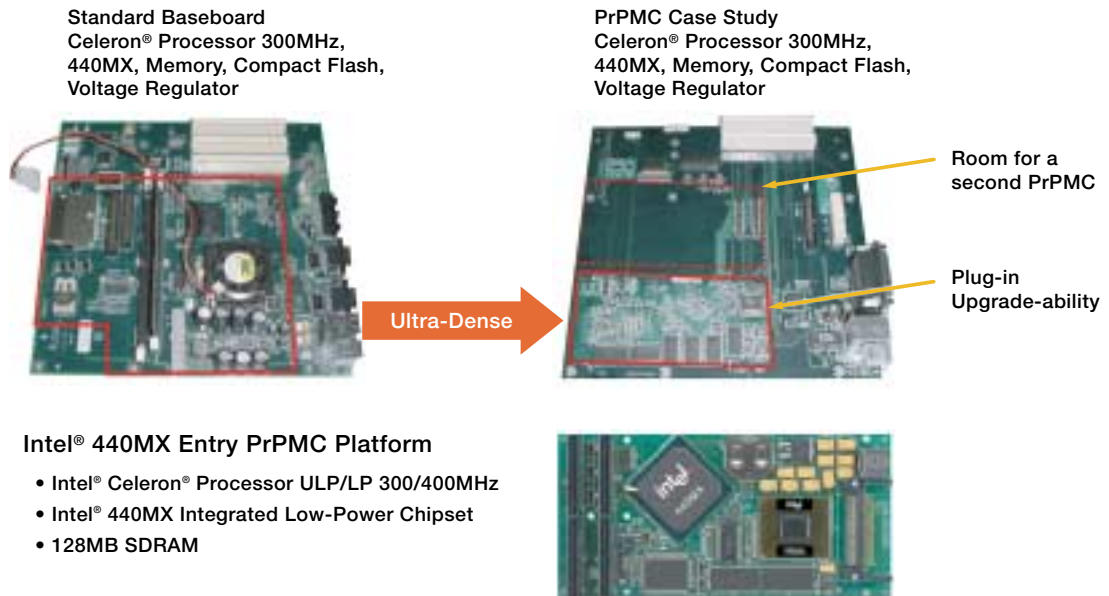 Standard Baseboard
Celeron® Processor 300MHz,
440MX, Memory, Compact Flash,
Voltage Regulator
PrPMC Case Study
Celeron® Processor 300MHz,
440MX, Memory, Compact Flash,
Voltage Regulator
Room for a
second PrPMC
Plug-in
Upgrade-ability
Ultra-Dense
Intel® 440MX Entry PrPMC Platform
• Intel® Celeron® Processor ULP/LP 300/400MHz
• Intel® 440MX Integrated Low-Power Chipset
• 128MB SDRAM
intel